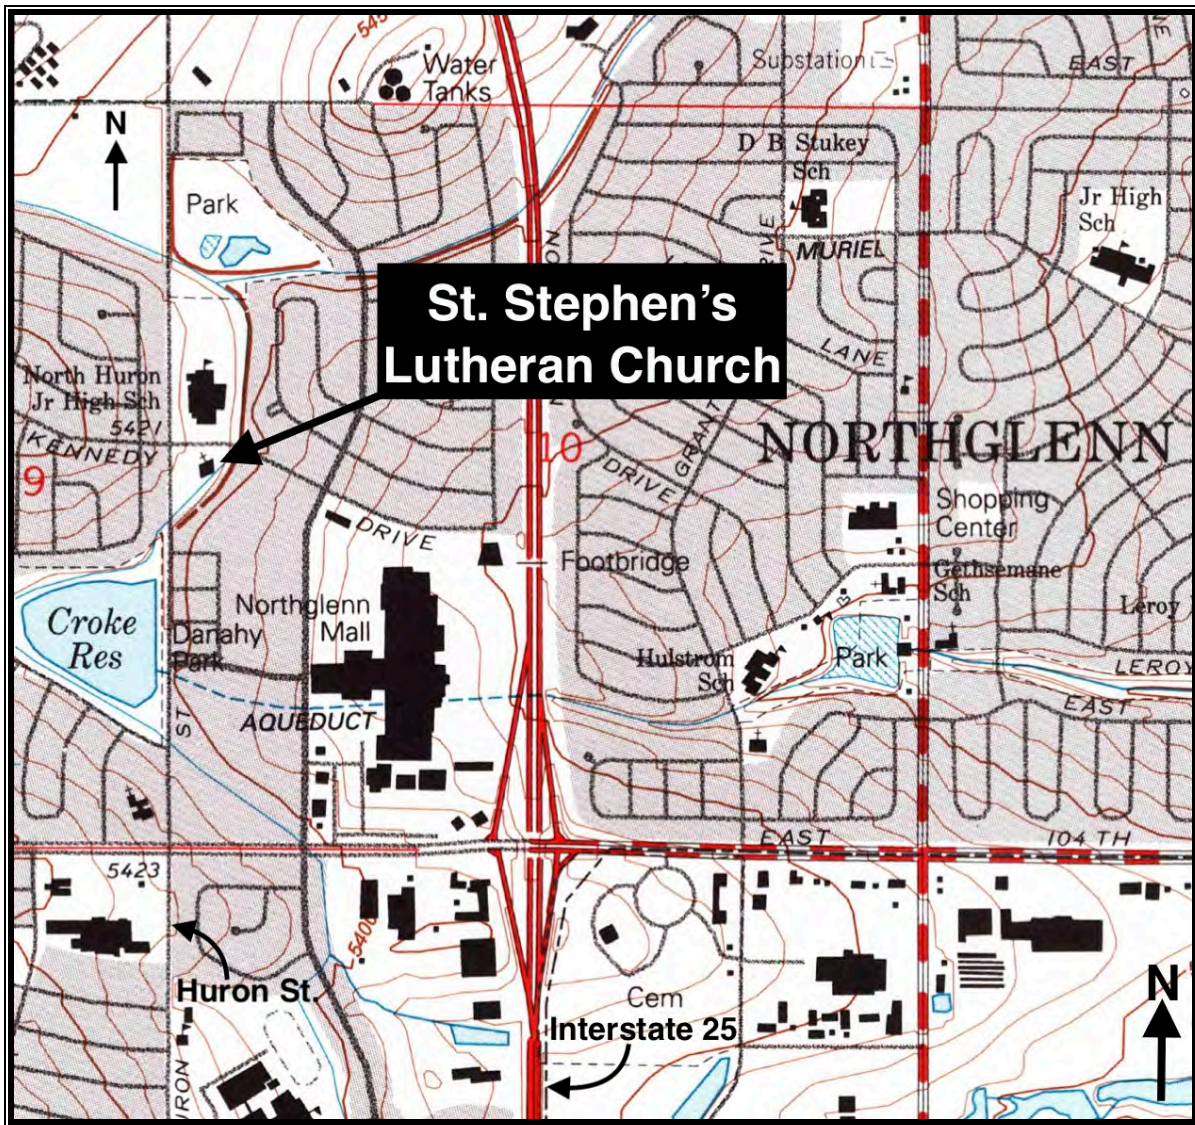 545
Water
Tanks
Substation
EAST
N
D B Stukey
Sch
Park
Jr High
Sch
MURIEL
St. Stephen's
Lutheran Church
LANE
North Huron
Jr High Sch
5421
KENNEDY
GRANT
NORTHGLENN
10
9
DRIVE
Shopping
Center
DRIVE
Footbridge
Gethsemane
Sch
Northglenn
Mall
Croke
Res
Danahy
Park
Leroy
Hulstrom
Sch
Park
LEROY
EAST
AQUEDUCT
ST
EAST
104 TH
5423
5400
Huron St.
Cem
N
Interstate 25
URON